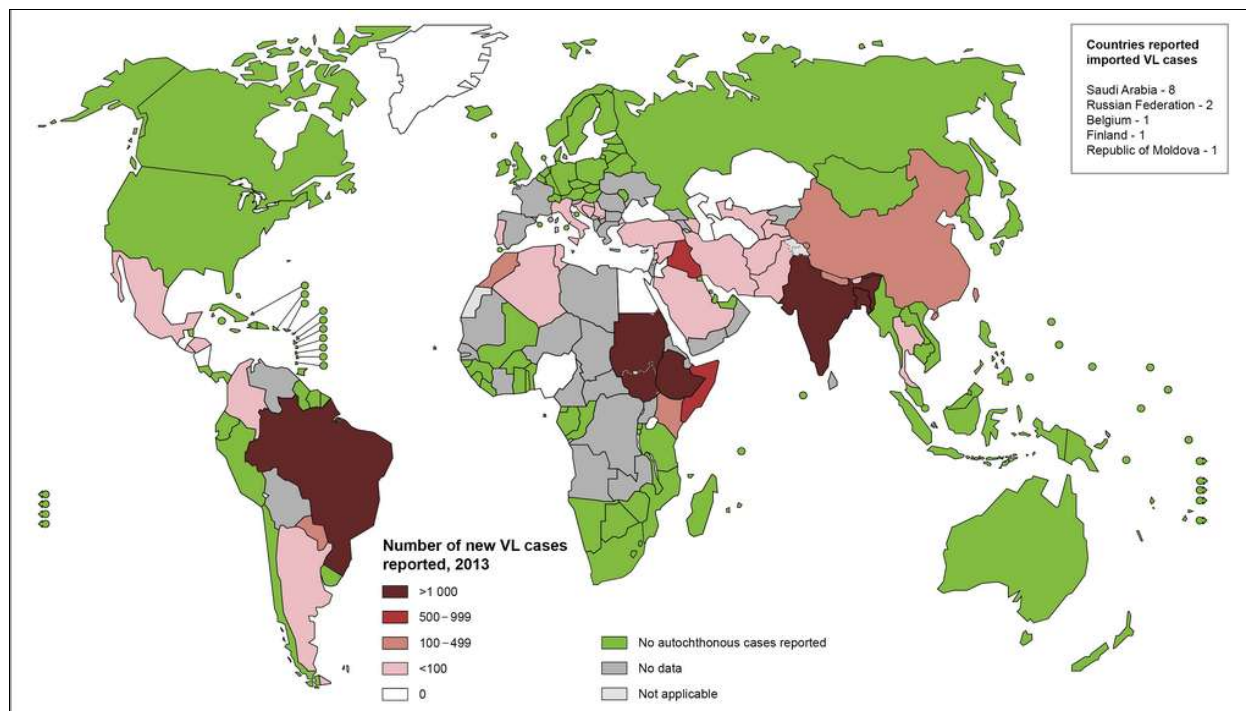 Countries reported
imported VL cases
Saudi Arabia - 8
Russian Federation - 2
Belgium - 1
Finland - 1
Republic of Moldova - 1
Number of new VL cases
reported, 2013
>1 000
500–999
100–499
<100
0
No autochthonous cases reported
No data
Not applicable